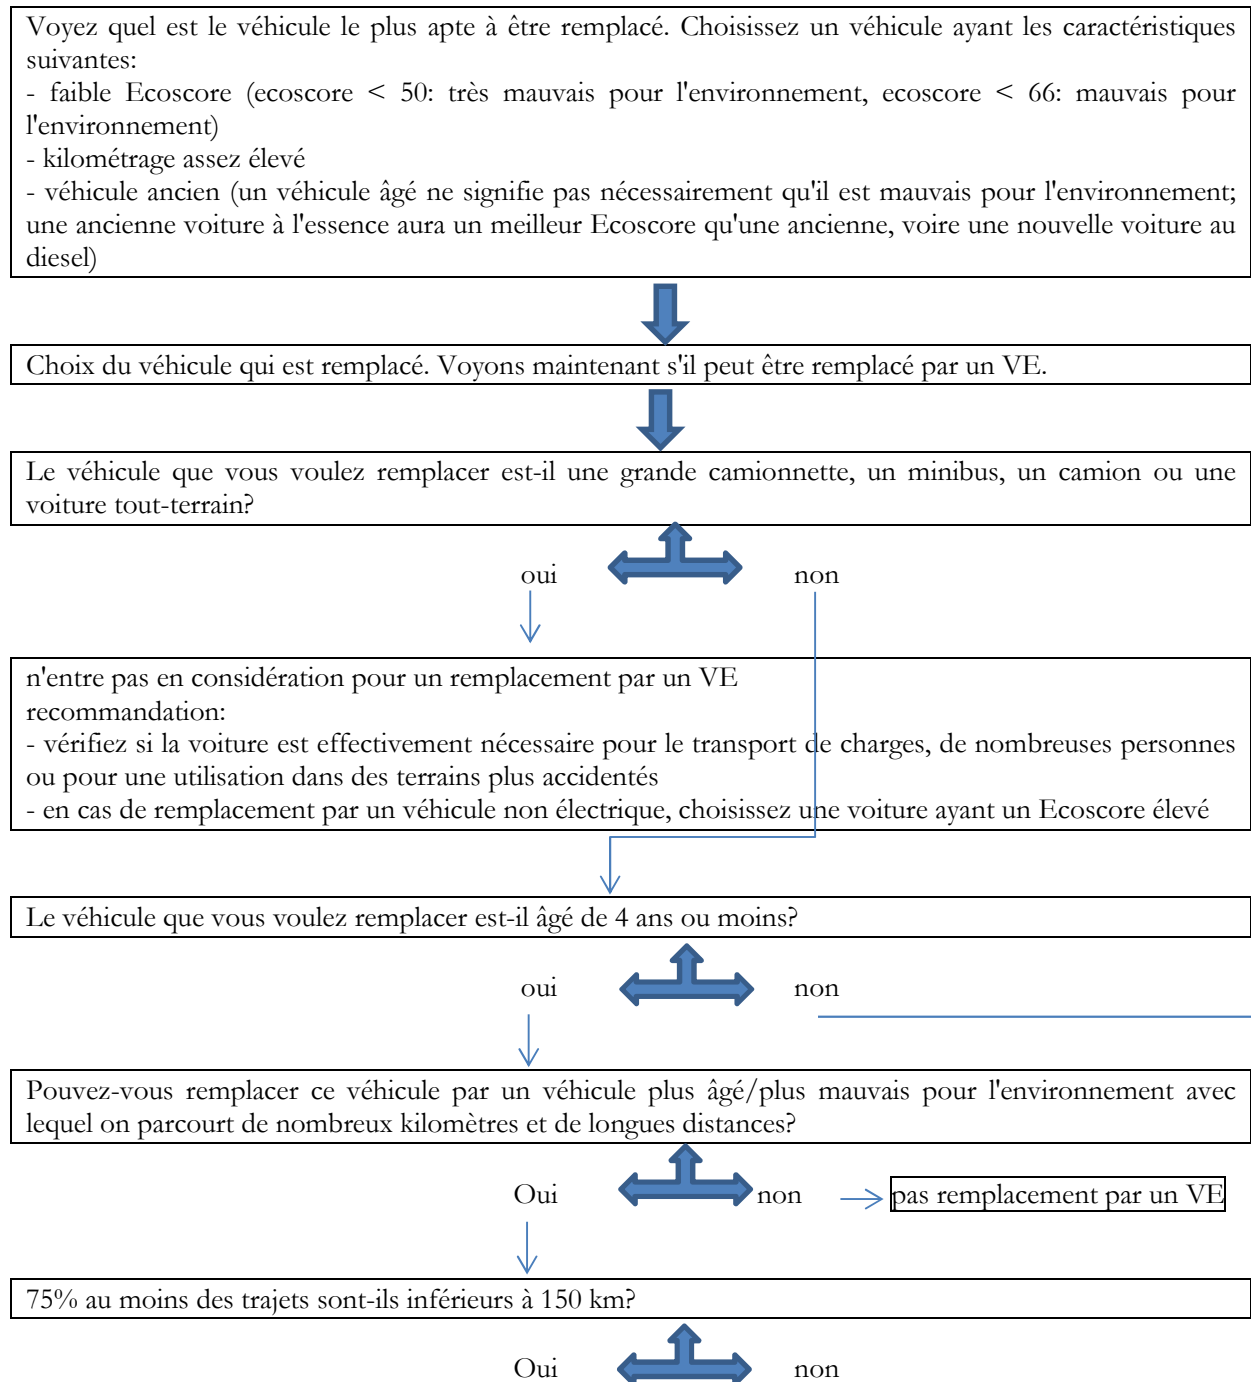 Voyez quel est le véhicule le plus apte à être remplacé. Choisissez un véhicule ayant les caractéristiques
suivantes:
- faible Ecoscore (ecoscore < 50: très mauvais pour l'environnement, ecoscore < 66: mauvais pour
l'environnement)
- kilométrage assez élevé
- véhicule ancien (un véhicule âgé ne signifie pas nécessairement qu'il est mauvais pour l'environnement;
une ancienne voiture à l'essence aura un meilleur Ecoscore qu'une ancienne, voire une nouvelle voiture au
diesel)
Choix du véhicule qui est remplacé. Voyons maintenant s'il peut être remplacé par un VE.
Le véhicule que vous voulez remplacer est-il une grande camionnette, un minibus, un camion ou une
voiture tout-terrain?
oui non
n'entre pas en considération pour un remplacement par un VE
recommandation:
- vérifiez si la voiture est effectivement nécessaire pour le transport de charges, de nombreuses personnes
ou pour une utilisation dans des terrains plus accidentés
- en cas de remplacement par un véhicule non électrique, choisissez une voiture ayant un Ecoscore élevé
Le véhicule que vous voulez remplacer est-il âgé de 4 ans ou moins?
oui non
Pouvez-vous remplacer ce véhicule par un véhicule plus âgé/plus mauvais pour l'environnement avec
lequel on parcourt de nombreux kilomètres et de longues distances?
Oui non pas remplacement par un VE
75% au moins des trajets sont-ils inférieurs à 150 km?
Oui non